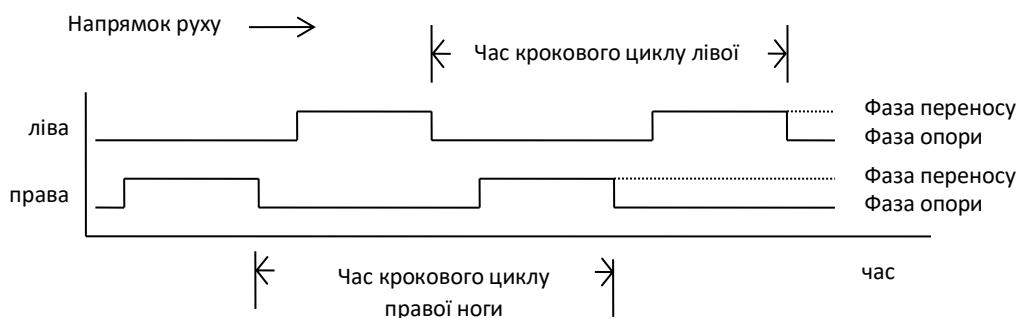 Напрямок руху
Час крокового циклу лівої
ліва
Фаза переносу
Фаза опори
права
Фаза переносу
Фаза опори
Час крокового циклу
правої ноги
час